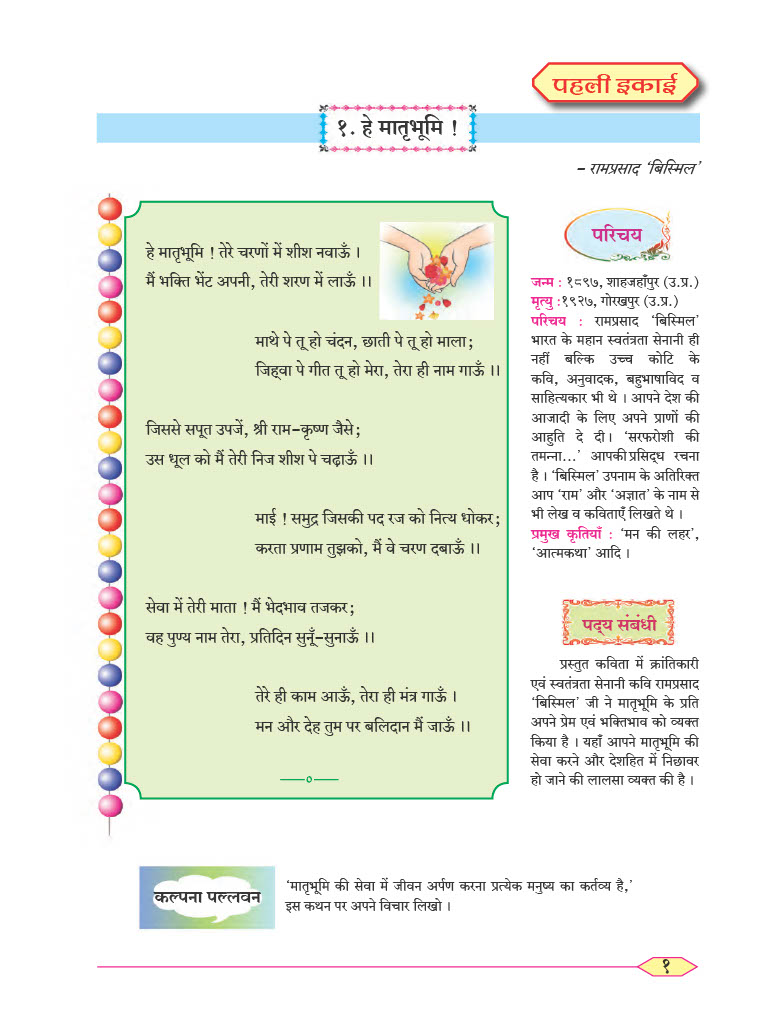 पहली इकाई
१. हे मातृभूमि !
– रामप्रसाद ‘बिस्मिल’
हे मातृभूमि ! तेरे चरणों में शीश नवाऊँ ।
मैं भक्ति भेंट अपनी, तेरी शरण में लाऊँ ।।
माथे पे तू हो चंदन, छाती पे तू हो माला;
जिह्वा पे गीत तू हो मेरा, तेरा ही नाम गाऊँ ।।
जिससे सपूत उपजें, श्री राम-कृष्ण जैसे;
उस धूल को मैं तेरी निज शीश पे चढ़ाऊँ ।।
माई ! समुद्र जिसकी पद रज को नित्य धोकर;
करता प्रणाम तुझको, मैं वे चरण दबाऊँ ।।
सेवा में तेरी माता ! मैं भेदभाव तजकर;
वह पुण्य नाम तेरा, प्रतिदिन सुनूँ-सुनाऊँ ।।
तेरे ही काम आऊँ, तेरा ही मंत्र गाऊँ ।
मन और देह तुम पर बलिदान मैं जाऊँ ।।
परिचय
जन्म : १८९७, शाहजहाँपुर (उ.प्र.)
मृत्यु :१९२७, गोरखपुर (उ.प्र.)
परिचय : रामप्रसाद ‘बिस्मिल’
भारत के महान स्वतंत्रता सेनानी ही
नहीं बल्कि उच्च कोटि के
कवि, अनुवादक, बहुभाषाविद व
साहित्यकार भी थे । आपने देश की
आजादी के लिए अपने प्राणों की
आहुति दे दी। ‘सरफरोशी की
तमन्ना...’ आपकी प्रसिद्ध रचना
है । ‘बिस्मिल’ उपनाम के अतिरिक्त
आप ‘राम’ और ‘अज्ञात’ के नाम से
भी लेख व कविताएँ लिखते थे ।
प्रमुख कृतियाँ : ‘मन की लहर’,
‘आत्मकथा’ आदि ।
पद्य संबंधी
प्रस्तुत कविता में क्रांतिकारी
एवं स्वतंत्रता सेनानी कवि रामप्रसाद
‘बिस्मिल’ जी ने मातृभूमि के प्रति
अपने प्रेम एवं भक्तिभाव को व्यक्त
किया है । यहाँ आपने मातृभूमि की
सेवा करने और देशहित में निछावर
हो जाने की लालसा व्यक्त की है ।
कल्पना पल्लवन
‘मातृभूमि की सेवा में जीवन अर्पण करना प्रत्येक मनुष्य का कर्तव्य है,’
इस कथन पर अपने विचार लिखो ।
१